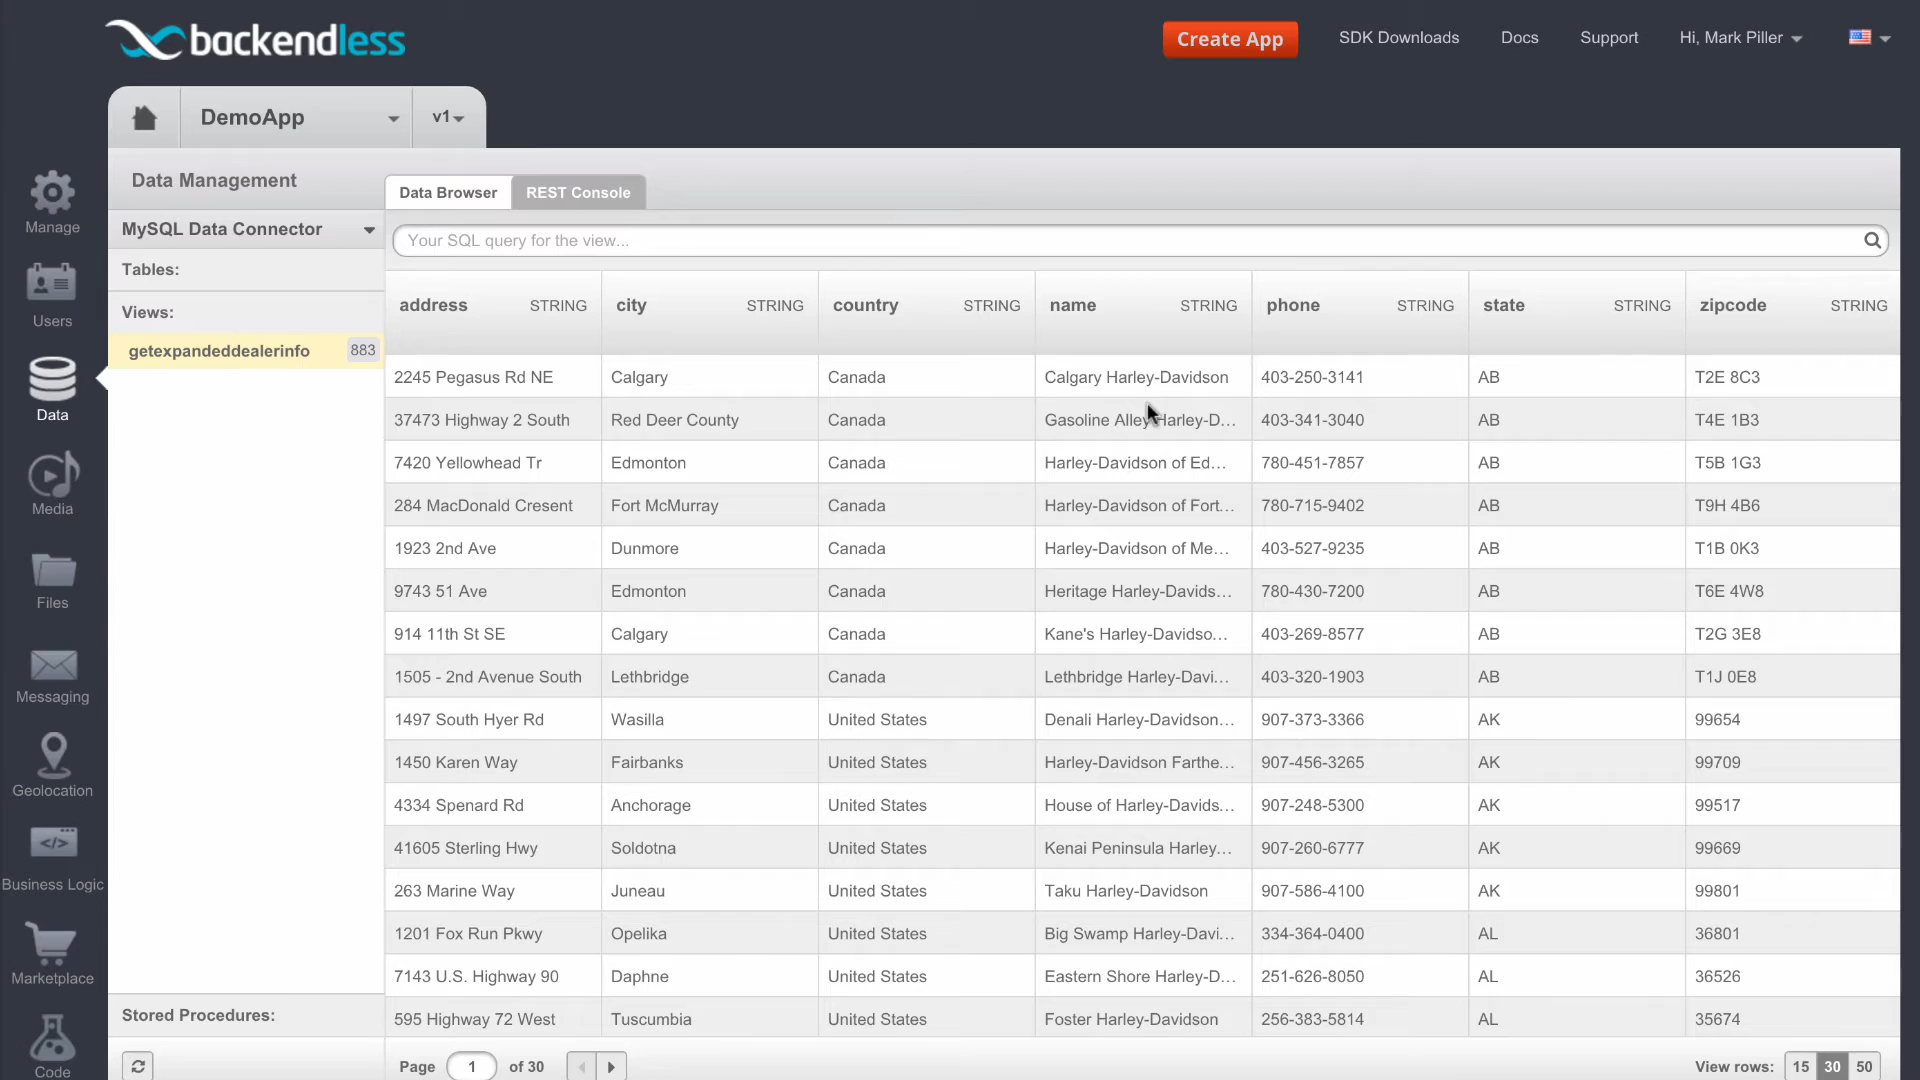 backendless
Create App SDK Downloads Docs Support Hi, Mark Piller
DemoApp v1
Data Management Data Browser REST Console
MySQL Data Connector Your SQL query for the view...
Tables:
Views:
getexpandeddealerinfo 883
address STRING city STRING country STRING name STRING phone STRING state STRING zipcode STRING
2245 Pegasus Rd NE Calgary Canada Calgary Harley-Davidson 403-250-3141 AB T2E 8C3
37473 Highway 2 South Red Deer County Canada Gasoline Alley Harley-D... 403-341-3040 AB T4E 1B3
7420 Yellowhead Tr Edmonton Canada Harley-Davidson of Ed... 780-451-7857 AB T5B 1G3
284 MacDonald Cresent Fort McMurray Canada Harley-Davidson of Fort... 780-715-9402 AB T9H 4B6
1923 2nd Ave Dunmore Canada Harley-Davidson of Me... 403-527-9235 AB T1B 0K3
9743 51 Ave Edmonton Canada Heritage Harley-Davids... 780-430-7200 AB T6E 4W8
914 11th St SE Calgary Canada Kane's Harley-Davidso... 403-269-8577 AB T2G 3E8
1505 - 2nd Avenue South Lethbridge Canada Lethbridge Harley-Davi... 403-320-1903 AB T1J 0E8
1497 South Hyer Rd Wasilla United States Denali Harley-Davidson... 907-373-3366 AK 99654
1450 Karen Way Fairbanks United States Harley-Davidson Farthe... 907-456-3265 AK 99709
4334 Spenard Rd Anchorage United States House of Harley-Davids... 907-248-5300 AK 99517
41605 Sterling Hwy Soldotna United States Kenai Peninsula Harley... 907-260-6777 AK 99669
263 Marine Way Juneau United States Taku Harley-Davidson 907-586-4100 AK 99801
1201 Fox Run Pkwy Opelika United States Big Swamp Harley-Davi... 334-364-0400 AL 36801
7143 U.S. Highway 90 Daphne United States Eastern Shore Harley-D... 251-626-8050 AL 36526
595 Highway 72 West Tuscumbia United States Foster Harley-Davidson 256-383-5814 AL 35674
Stored Procedures:
Page 1 of 30 View rows: 15 30 50
Manage
Users
Data
Media
Files
Messaging
Geolocation
Business Logic
Marketplace
Code